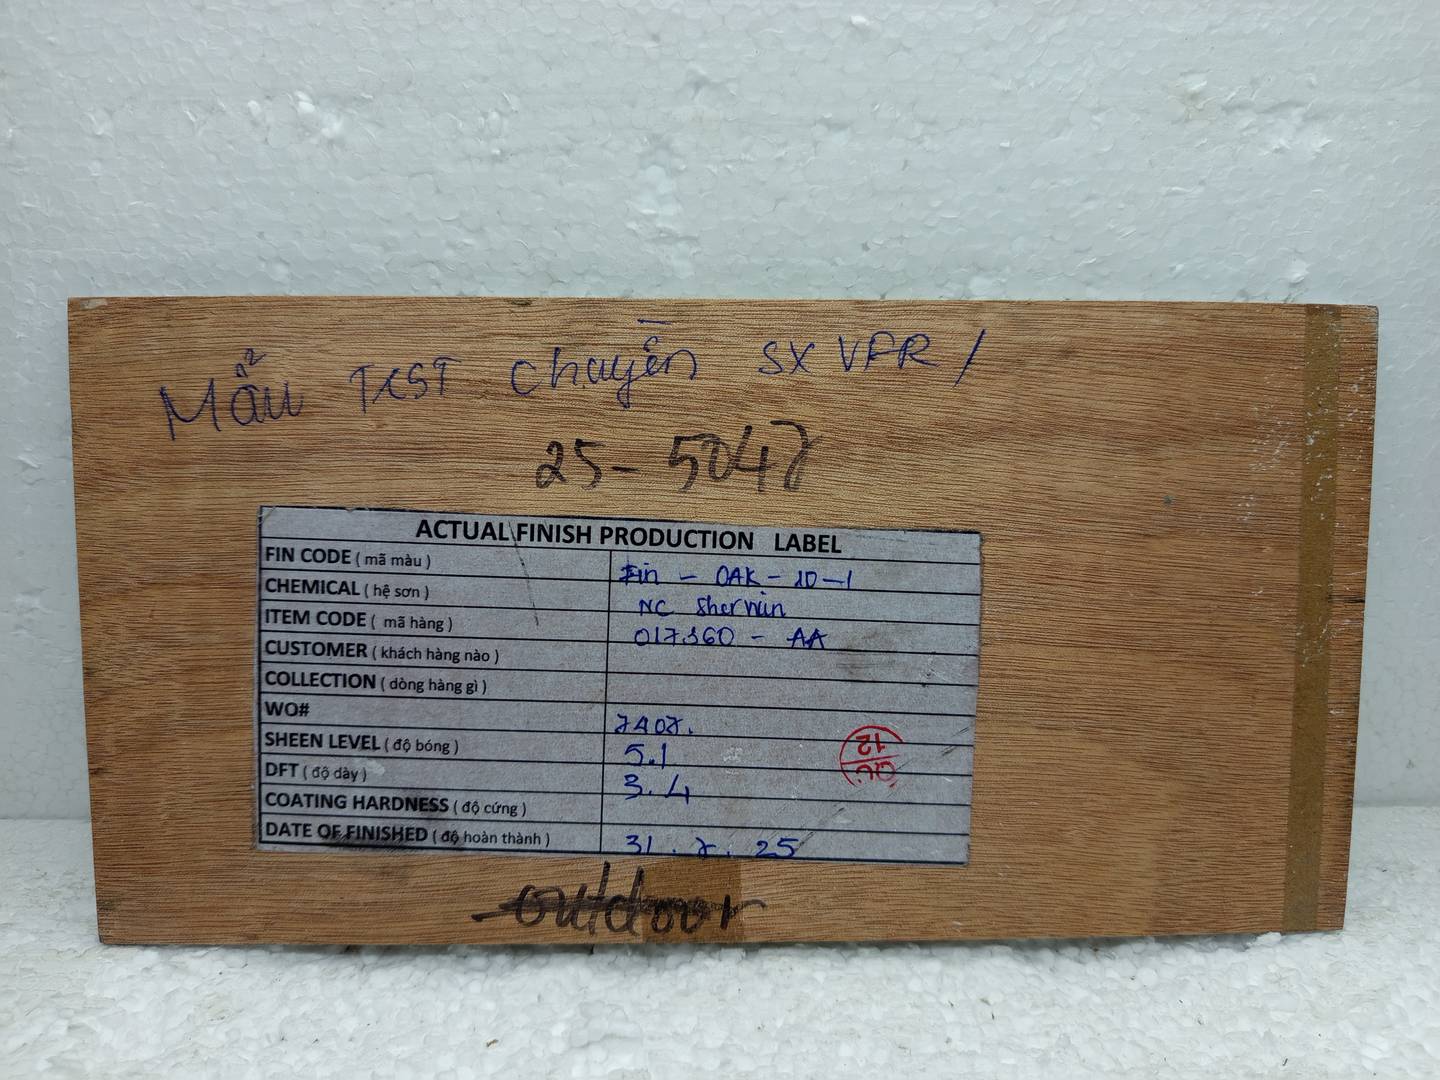 Mẫu TEST chuyền SX VFR /
25-5047
ACTUAL FINISH PRODUCTION LABEL
FIN CODE ( mã màu ) Fin - OAK - 10-1
CHEMICAL ( hệ sơn ) NC Sherwin
ITEM CODE ( mã hàng ) 017360 - AA
CUSTOMER ( khách hàng nào )
COLLECTION ( dòng hàng gì )
WO# 7407.
SHEEN LEVEL ( độ bóng ) 5.1
DFT ( độ dày ) 3.4
COATING HARDNESS ( độ cứng )
DATE OF FINISHED ( độ hoàn thành ) 31. 7. 25
QC.
12
outdoor